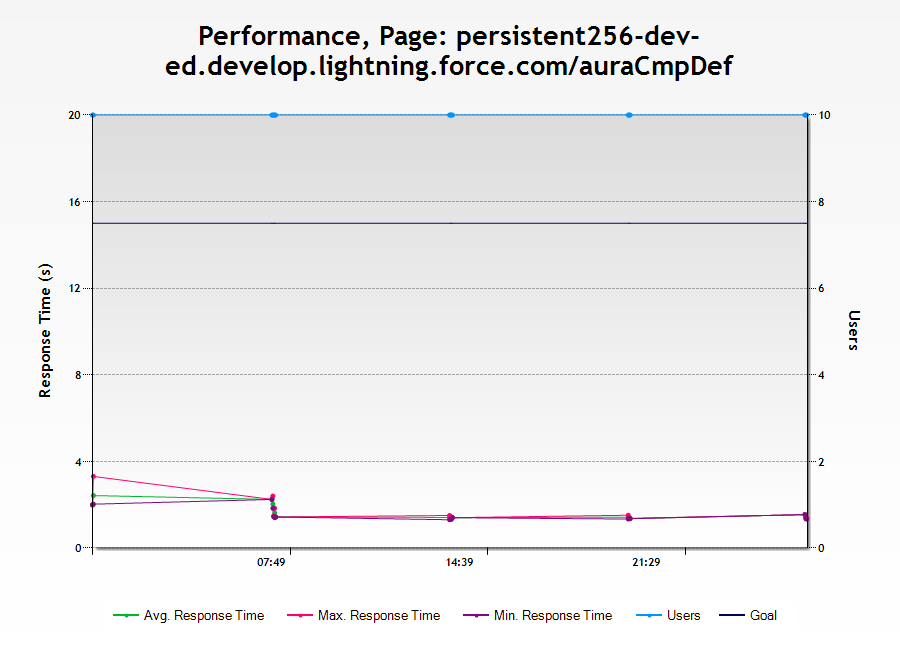 Performance, Page: persistent256-dev-
ed.develop.lightning.force.com/auraCmpDef
20
16
12
8
4
0
Response Time (s)
10
8
6
4
2
0
Users
07:49 14:39 21:29
Avg. Response Time Max. Response Time Min. Response Time Users Goal